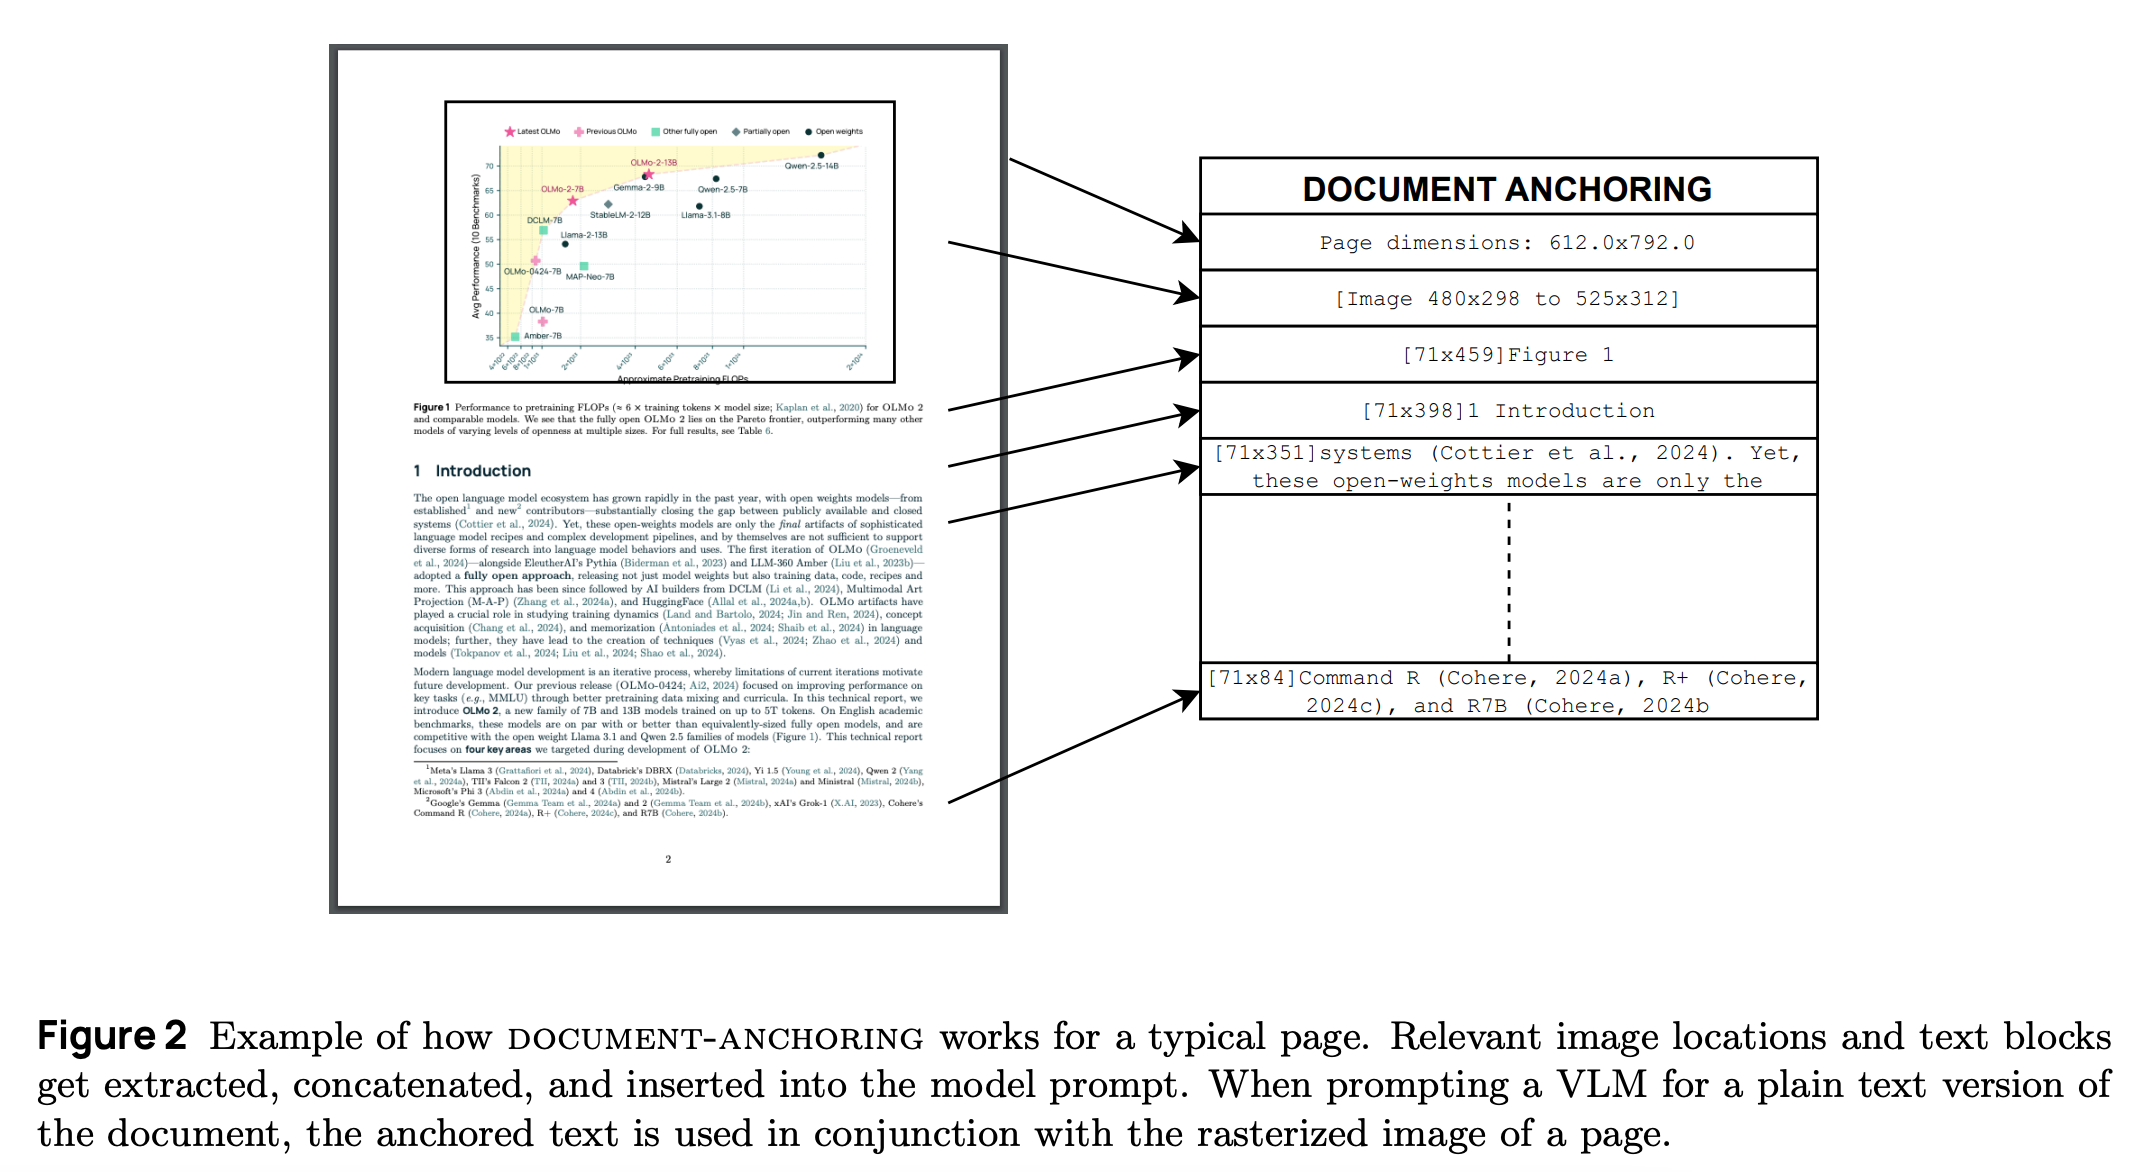 Latest OLMo Previous OLMo Other fully open Partially open Open weights
Avg Performance (10 Benchmarks)
70
65
60
55
50
45
40
35
Qwen-2.5-14B
OLMo-2-13B
Gemma-2-9B
Qwen-2.5-7B
OLMo-2-7B
StableLM-2-12B
Llama-3.1-8B
DCLM-7B
Llama-2-13B
OLMo-0424-7B
MAP-Neo-7B
OLMo-7B
Amber-7B
4×10²² 6×10²² 8×10²² 1×10²³ 2×10²³ 4×10²³ 6×10²³ 8×10²³ 1×10²⁴ 2×10²⁴
Approximate Pretraining FLOPs
Figure 1 Performance to pretraining FLOPs (≈ 6 × training tokens × model size; Kaplan et al., 2020) for OLMo 2
and comparable models. We see that the fully open OLMo 2 lies on the Pareto frontier, outperforming many other
models of varying levels of openness at multiple sizes. For full results, see Table 6.
1 Introduction
The open language model ecosystem has grown rapidly in the past year, with open weights models—from
established¹ and new² contributors—substantially closing the gap between publicly available and closed
systems (Cottier et al., 2024). Yet, these open-weights models are only the final artifacts of sophisticated
language model recipes and complex development pipelines, and by themselves are not sufficient to support
diverse forms of research into language model behaviors and uses. The first iteration of OLMo (Groeneveld
et al., 2024)—alongside EleutherAI's Pythia (Biderman et al., 2023) and LLM-360 Amber (Liu et al., 2023b)—
adopted a fully open approach, releasing not just model weights but also training data, code, recipes and
more. This approach has been since followed by AI builders from DCLM (Li et al., 2024), Multimodal Art
Projection (M-A-P) (Zhang et al., 2024a), and HuggingFace (Allal et al., 2024a,b). OLMo artifacts have
played a crucial role in studying training dynamics (Land and Bartolo, 2024; Jin and Ren, 2024), concept
acquisition (Chang et al., 2024), and memorization (Antoniades et al., 2024; Shaib et al., 2024) in language
models; further, they have lead to the creation of techniques (Vyas et al., 2024; Zhao et al., 2024) and
models (Tokpanov et al., 2024; Liu et al., 2024; Shao et al., 2024).
Modern language model development is an iterative process, whereby limitations of current iterations motivate
future development. Our previous release (OLMo-0424; Ai2, 2024) focused on improving performance on
key tasks (e.g., MMLU) through better pretraining data mixing and curricula. In this technical report, we
introduce OLMo 2, a new family of 7B and 13B models trained on up to 5T tokens. On English academic
benchmarks, these models are on par with or better than equivalently-sized fully open models, and are
competitive with the open weight Llama 3.1 and Qwen 2.5 families of models (Figure 1). This technical report
focuses on four key areas we targeted during development of OLMo 2:
¹Meta's Llama 3 (Grattafiori et al., 2024), Databrick's DBRX (Databricks, 2024), Yi 1.5 (Young et al., 2024), Qwen 2 (Yang
et al., 2024a), TII's Falcon 2 (TII, 2024a) and 3 (TII, 2024b), Mistral's Large 2 (Mistral, 2024a) and Ministral (Mistral, 2024b),
Microsoft's Phi 3 (Abdin et al., 2024a) and 4 (Abdin et al., 2024b).
²Google's Gemma (Gemma Team et al., 2024a) and 2 (Gemma Team et al., 2024b), xAI's Grok-1 (X.AI, 2023), Cohere's
Command R (Cohere, 2024a), R+ (Cohere, 2024c), and R7B (Cohere, 2024b).
2
DOCUMENT ANCHORING
Page dimensions: 612.0x792.0
[Image 480x298 to 525x312]
[71x459]Figure 1
[71x398]1 Introduction
[71x351]systems (Cottier et al., 2024). Yet,
these open-weights models are only the
[71x84]Command R (Cohere, 2024a), R+ (Cohere,
2024c), and R7B (Cohere, 2024b
Figure 2 Example of how DOCUMENT-ANCHORING works for a typical page. Relevant image locations and text blocks
get extracted, concatenated, and inserted into the model prompt. When prompting a VLM for a plain text version of
the document, the anchored text is used in conjunction with the rasterized image of a page.